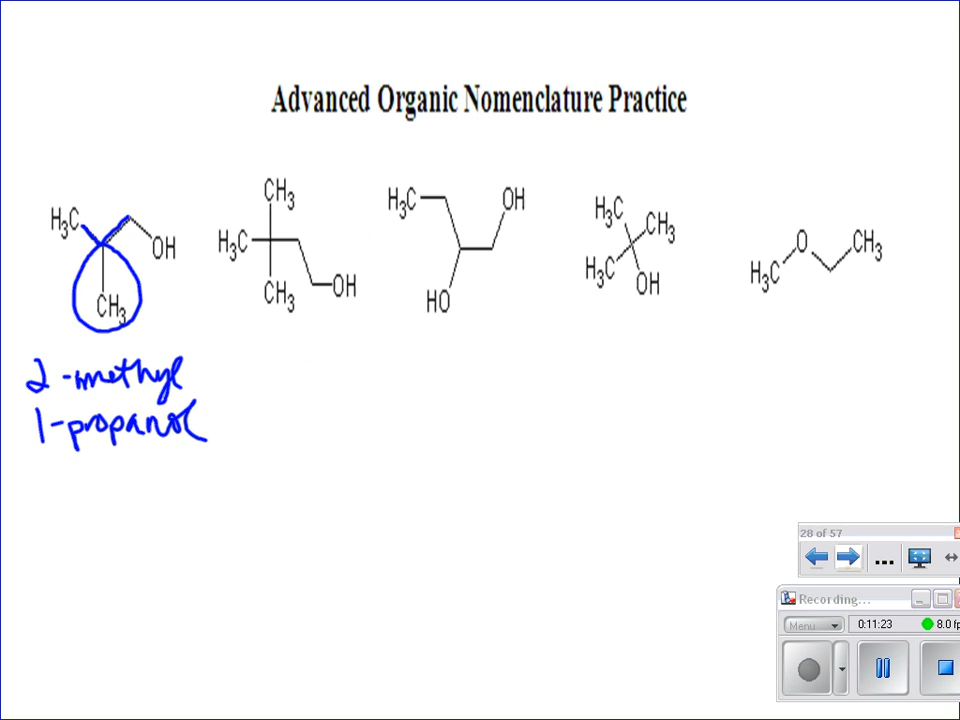 Advanced Organic Nomenclature Practice
H₃C OH CH₃
CH₃ H₃C CH₃ OH
H₃C OH HO
H₃C CH₃ H₃C OH
H₃C O CH₃
2-methyl
1-propanol
28 of 57
...
Recording...
Menu 0:11:23 8.0 fp